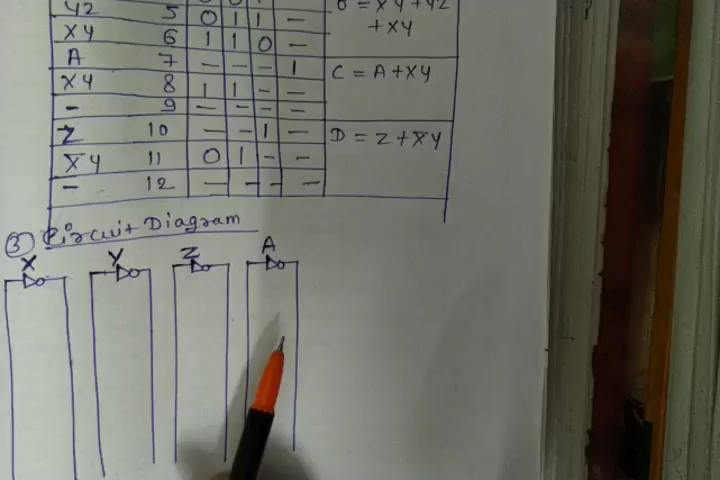 YZ 5 0 1 1 –
XY 6 1 1 0 – + XY
A 7 – – – 1
XY 8 1 1 – – C = A + XY
– 9 – – – –
Z 10 – – 1 – D = Z + X̅Y
X̅Y 11 0 1 – –
– 12 – – – –
③ Circuit Diagram
X Y Z A